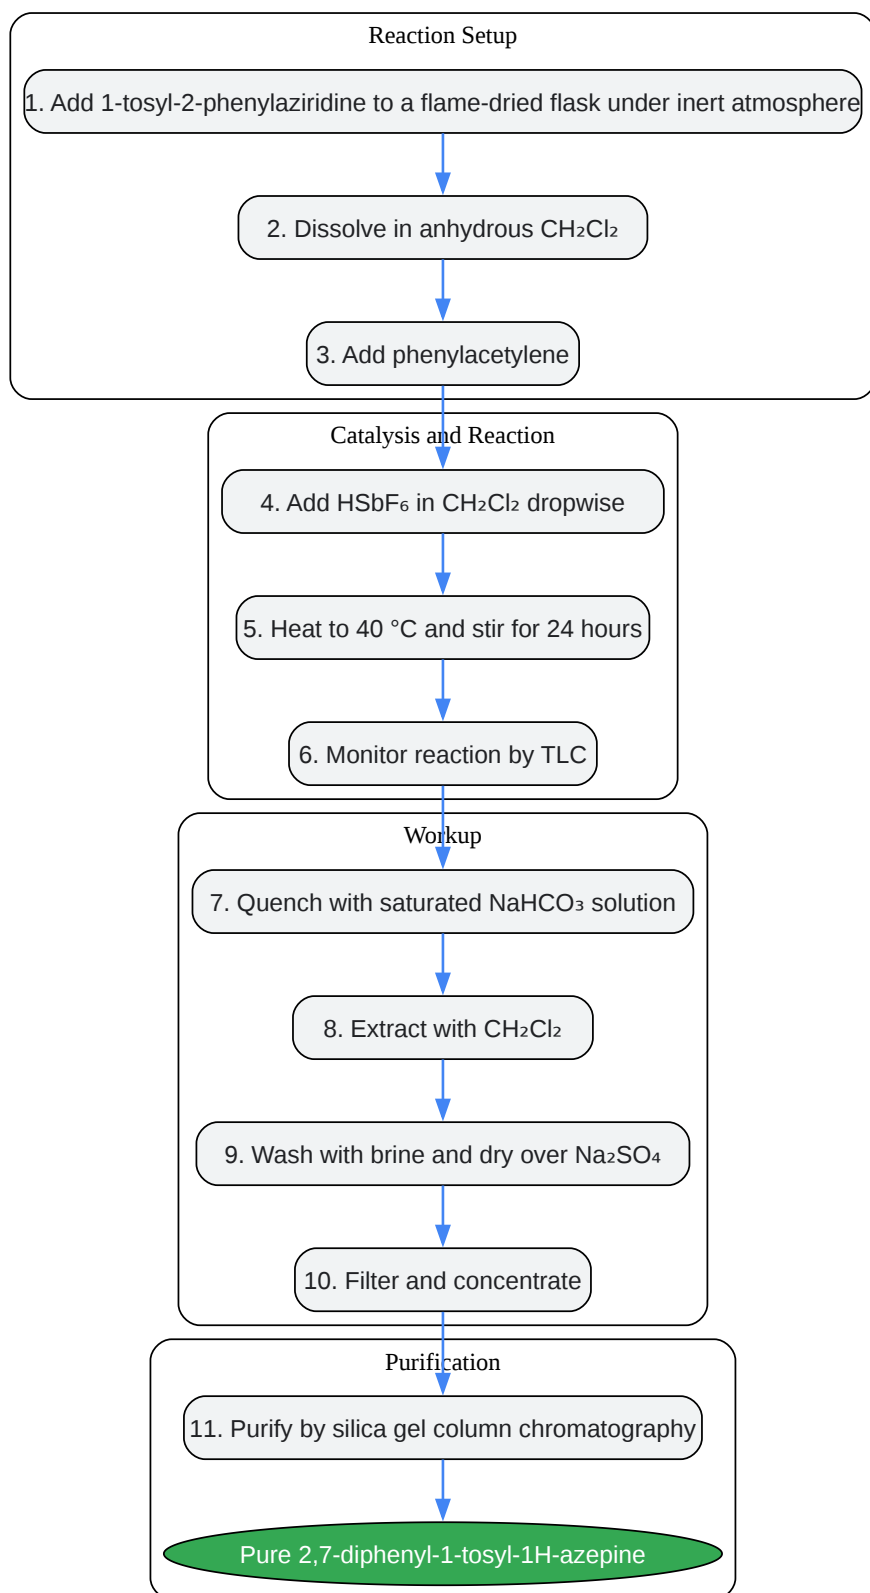 Reaction Setup
1. Add 1-tosyl-2-phenylaziridine to a flame-dried flask under inert atmosphere
2. Dissolve in anhydrous CH₂Cl₂
3. Add phenylacetylene
Catalysis and Reaction
4. Add HSbF₆ in CH₂Cl₂ dropwise
5. Heat to 40 °C and stir for 24 hours
6. Monitor reaction by TLC
Workup
7. Quench with saturated NaHCO₃ solution
8. Extract with CH₂Cl₂
9. Wash with brine and dry over Na₂SO₄
10. Filter and concentrate
Purification
11. Purify by silica gel column chromatography
Pure 2,7-diphenyl-1-tosyl-1H-azepine